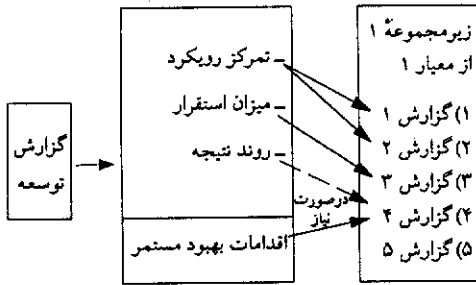 گزارش
توسعه
ـ تمرکز رویکرد
ـ میزان استقرار
ـ روند نتیجه
اقدامات بهبود مستمر
درصورت
نیاز
زیرمجموعهٔ ۱
از معیار ۱
۱) گزارش ۱
۲) گزارش ۲
۳) گزارش ۳
۴) گزارش ۴
۵) گزارش ۵